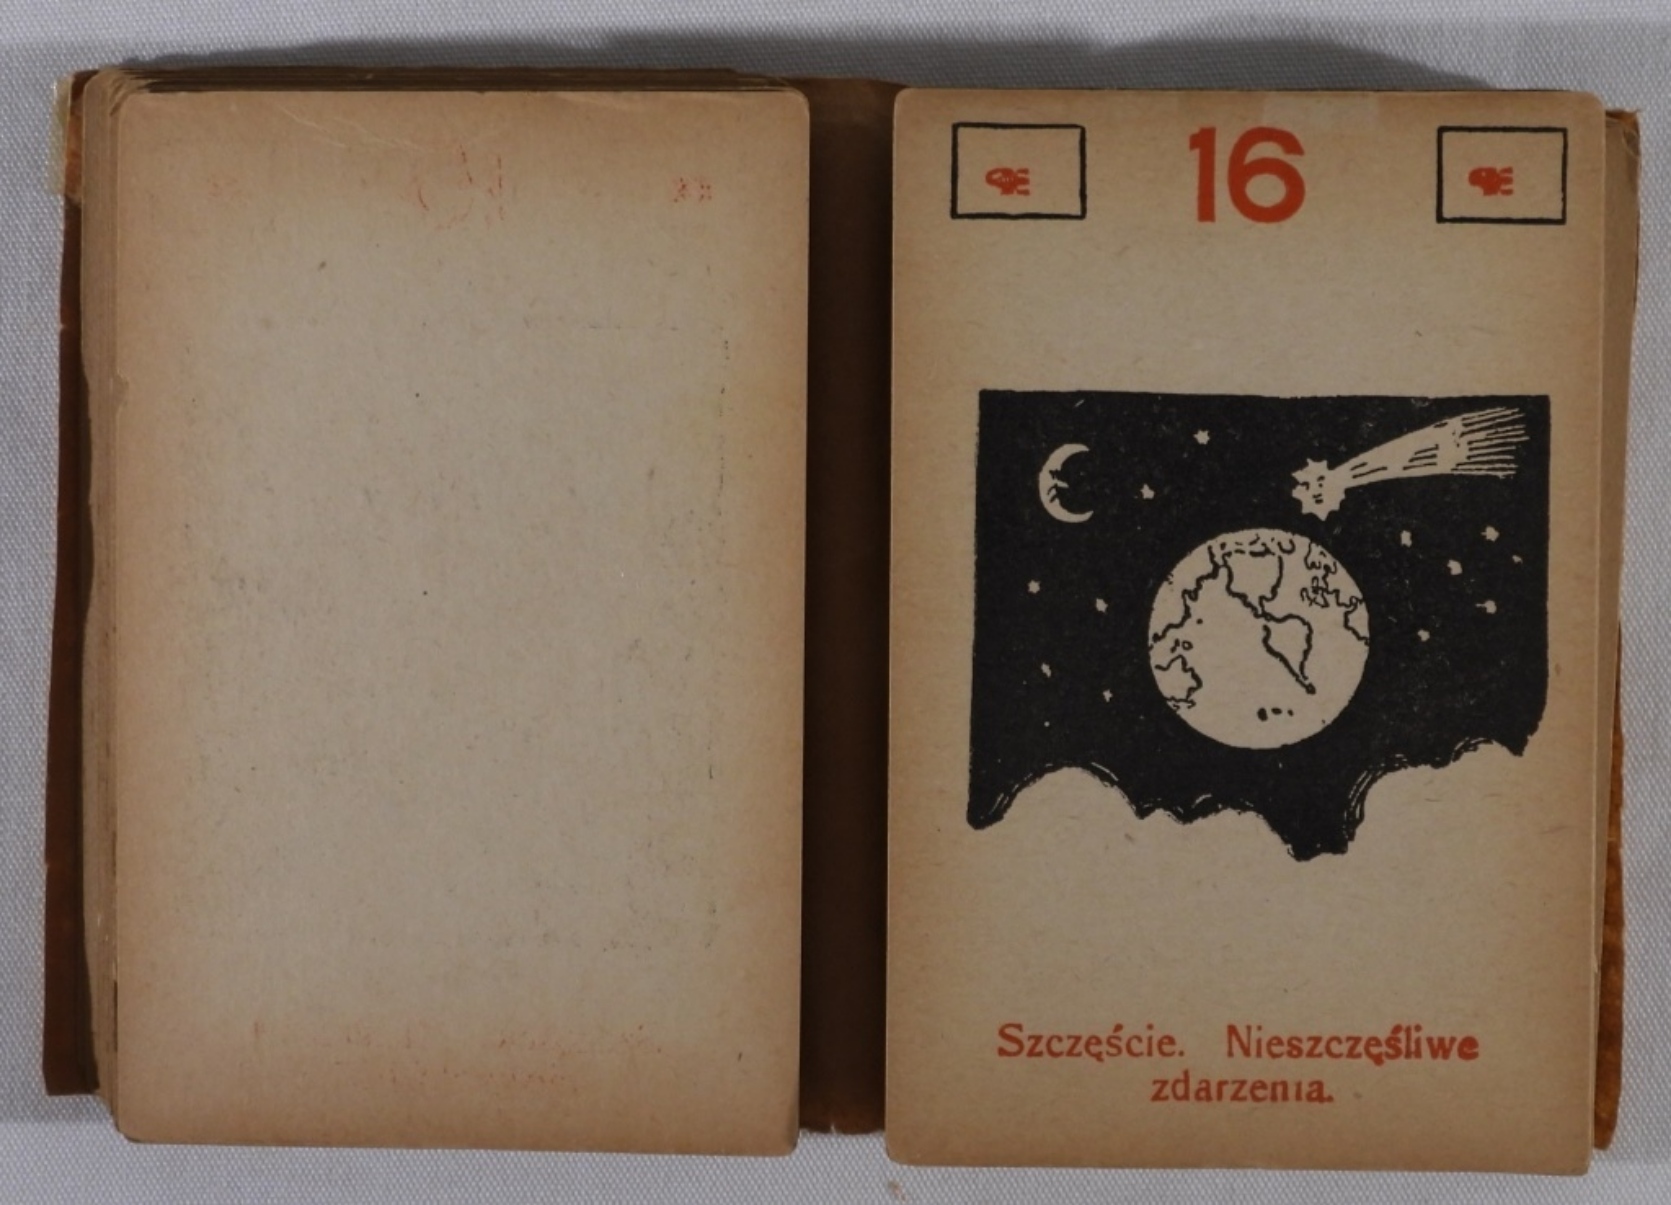 16
Szczęście. Nieszczęśliwe
zdarzenia.